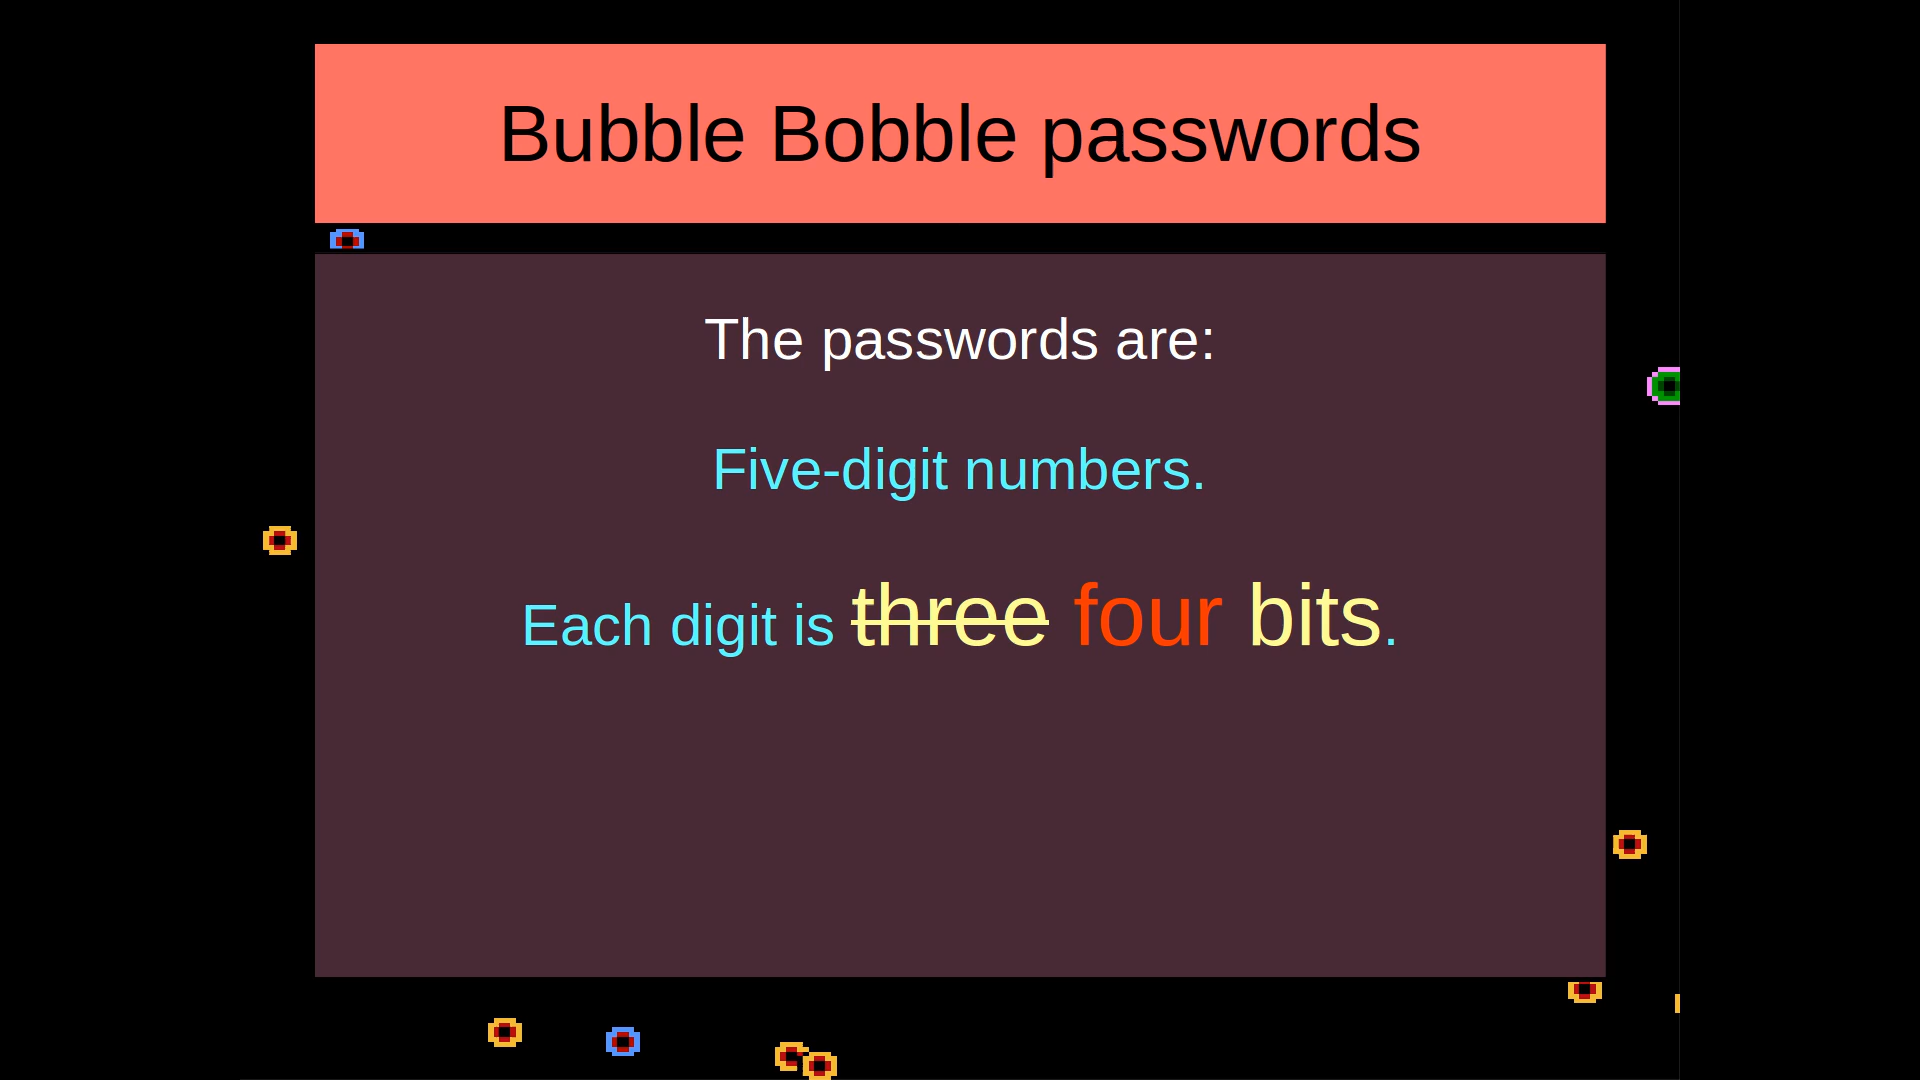 Bubble Bobble passwords
The passwords are:
Five-digit numbers.
Each digit is three four bits.